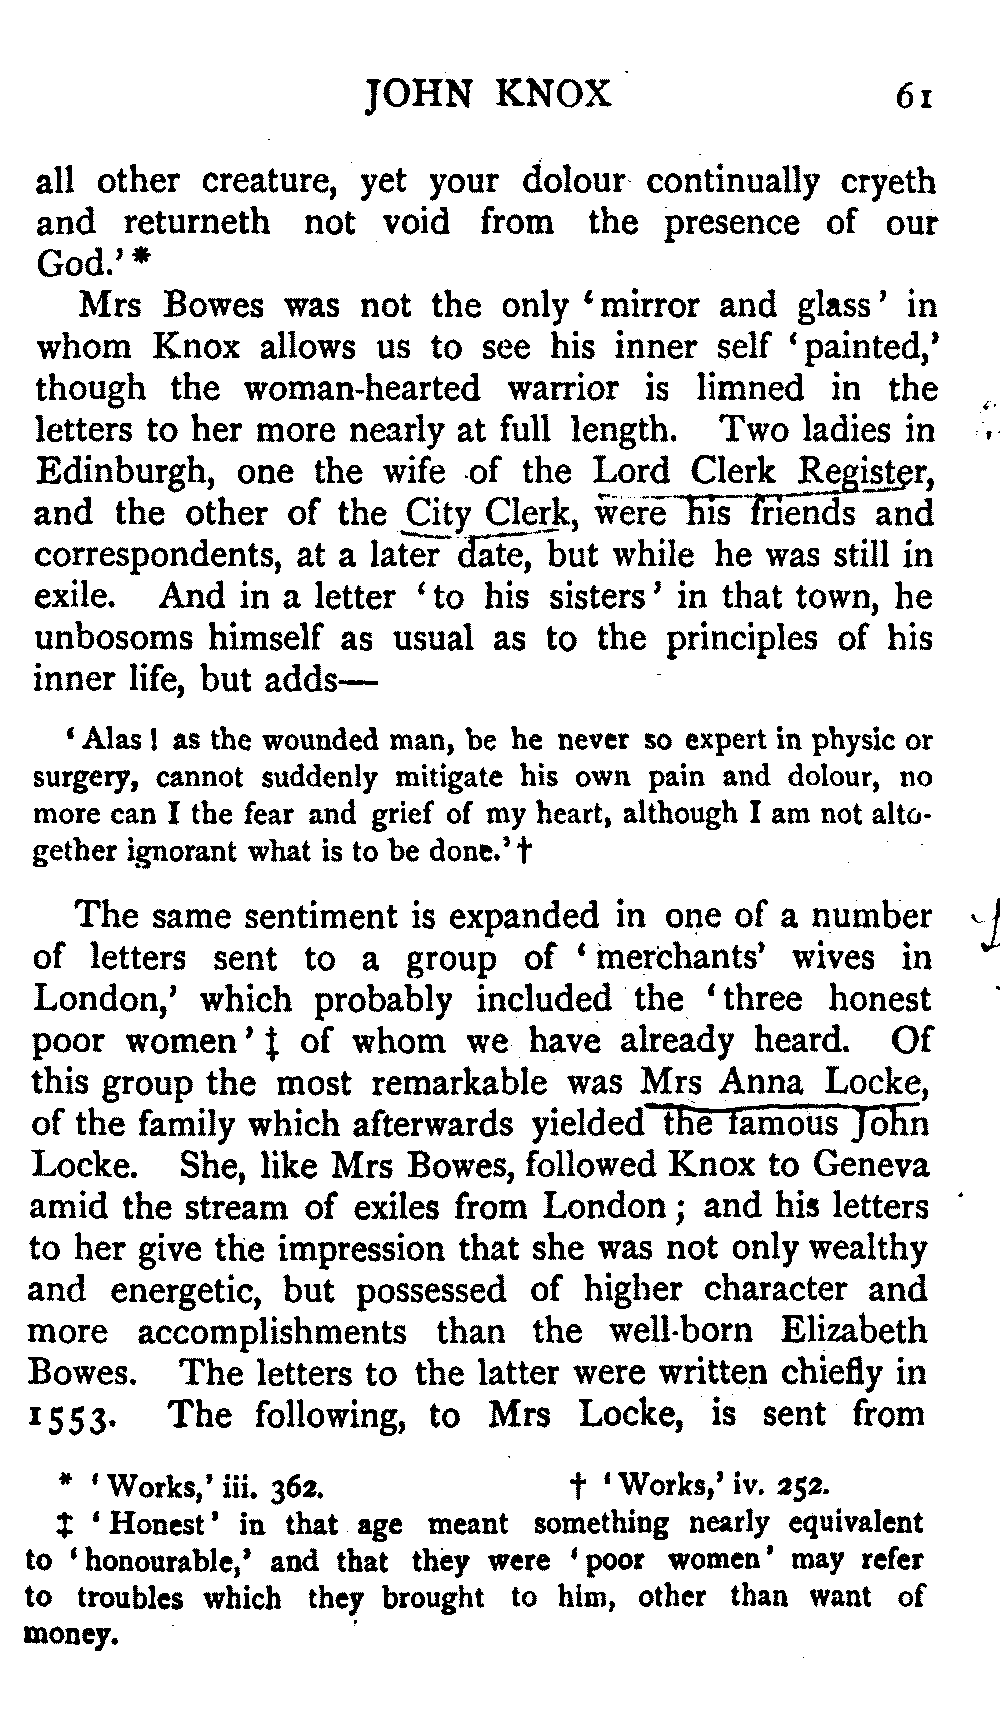 JOHN KNOX 61
all other creature, yet your dolour continually cryeth
and returneth not void from the presence of our
God.’*
Mrs Bowes was not the only ‘mirror and glass’ in
whom Knox allows us to see his inner self ‘painted,’
though the woman-hearted warrior is limned in the
letters to her more nearly at full length. Two ladies in
Edinburgh, one the wife of the Lord Clerk Register,
and the other of the City Clerk, were his friends and
correspondents, at a later date, but while he was still in
exile. And in a letter ‘to his sisters’ in that town, he
unbosoms himself as usual as to the principles of his
inner life, but adds—
‘Alas! as the wounded man, be he never so expert in physic or
surgery, cannot suddenly mitigate his own pain and dolour, no
more can I the fear and grief of my heart, although I am not alto-
gether ignorant what is to be done.’†
The same sentiment is expanded in one of a number
of letters sent to a group of ‘merchants’ wives in
London,’ which probably included the ‘three honest
poor women’‡ of whom we have already heard. Of
this group the most remarkable was Mrs Anna Locke,
of the family which afterwards yielded the famous John
Locke. She, like Mrs Bowes, followed Knox to Geneva
amid the stream of exiles from London; and his letters
to her give the impression that she was not only wealthy
and energetic, but possessed of higher character and
more accomplishments than the well-born Elizabeth
Bowes. The letters to the latter were written chiefly in
1553. The following, to Mrs Locke, is sent from
* ‘Works,’ iii. 362. † ‘Works,’ iv. 252.
‡ ‘Honest’ in that age meant something nearly equivalent
to ‘honourable,’ and that they were ‘poor women’ may refer
to troubles which they brought to him, other than want of
money.